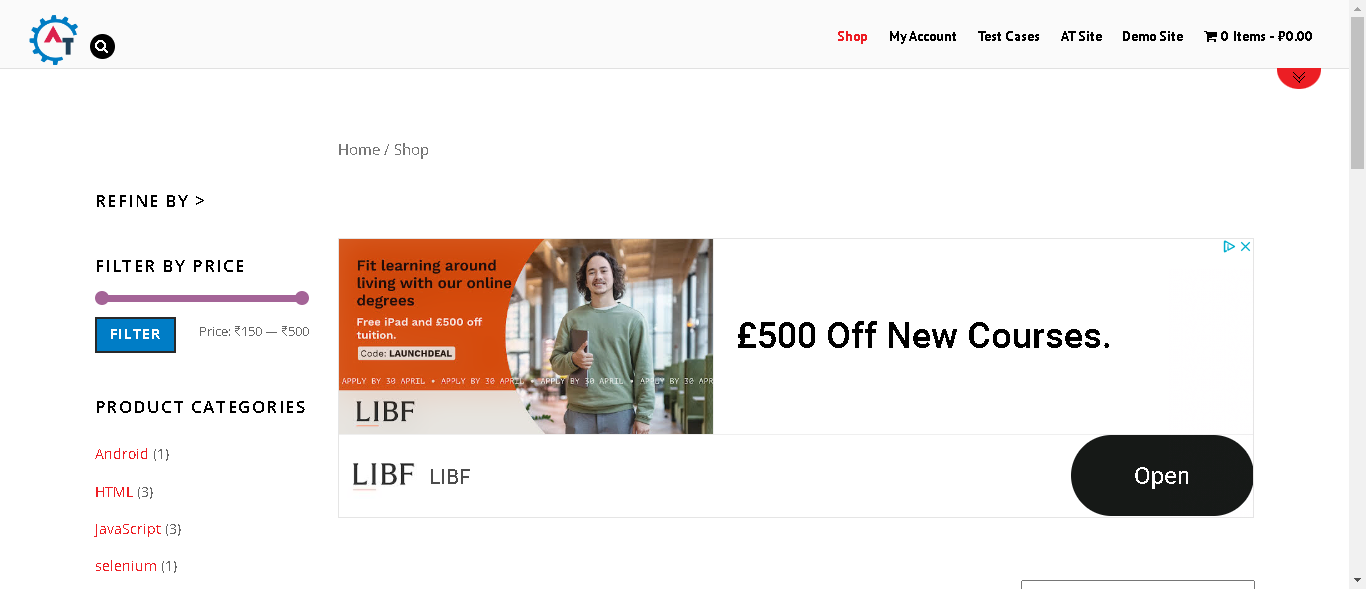 AT
Shop My Account Test Cases AT Site Demo Site 0 Items - ₽0.00
Home / Shop
REFINE BY >
FILTER BY PRICE
FILTER Price: ₹150 — ₹500
PRODUCT CATEGORIES
Android (1)
HTML (3)
JavaScript (3)
selenium (1)
Fit learning around
living with our online
degrees
Free iPad and £500 off
tuition.
Code: LAUNCHDEAL
APPLY BY 30 APRIL • APPLY BY 30 APRIL • APPLY BY 30 APRIL • APPLY BY 30 APR
LIBF
£500 Off New Courses.
LIBF LIBF
Open